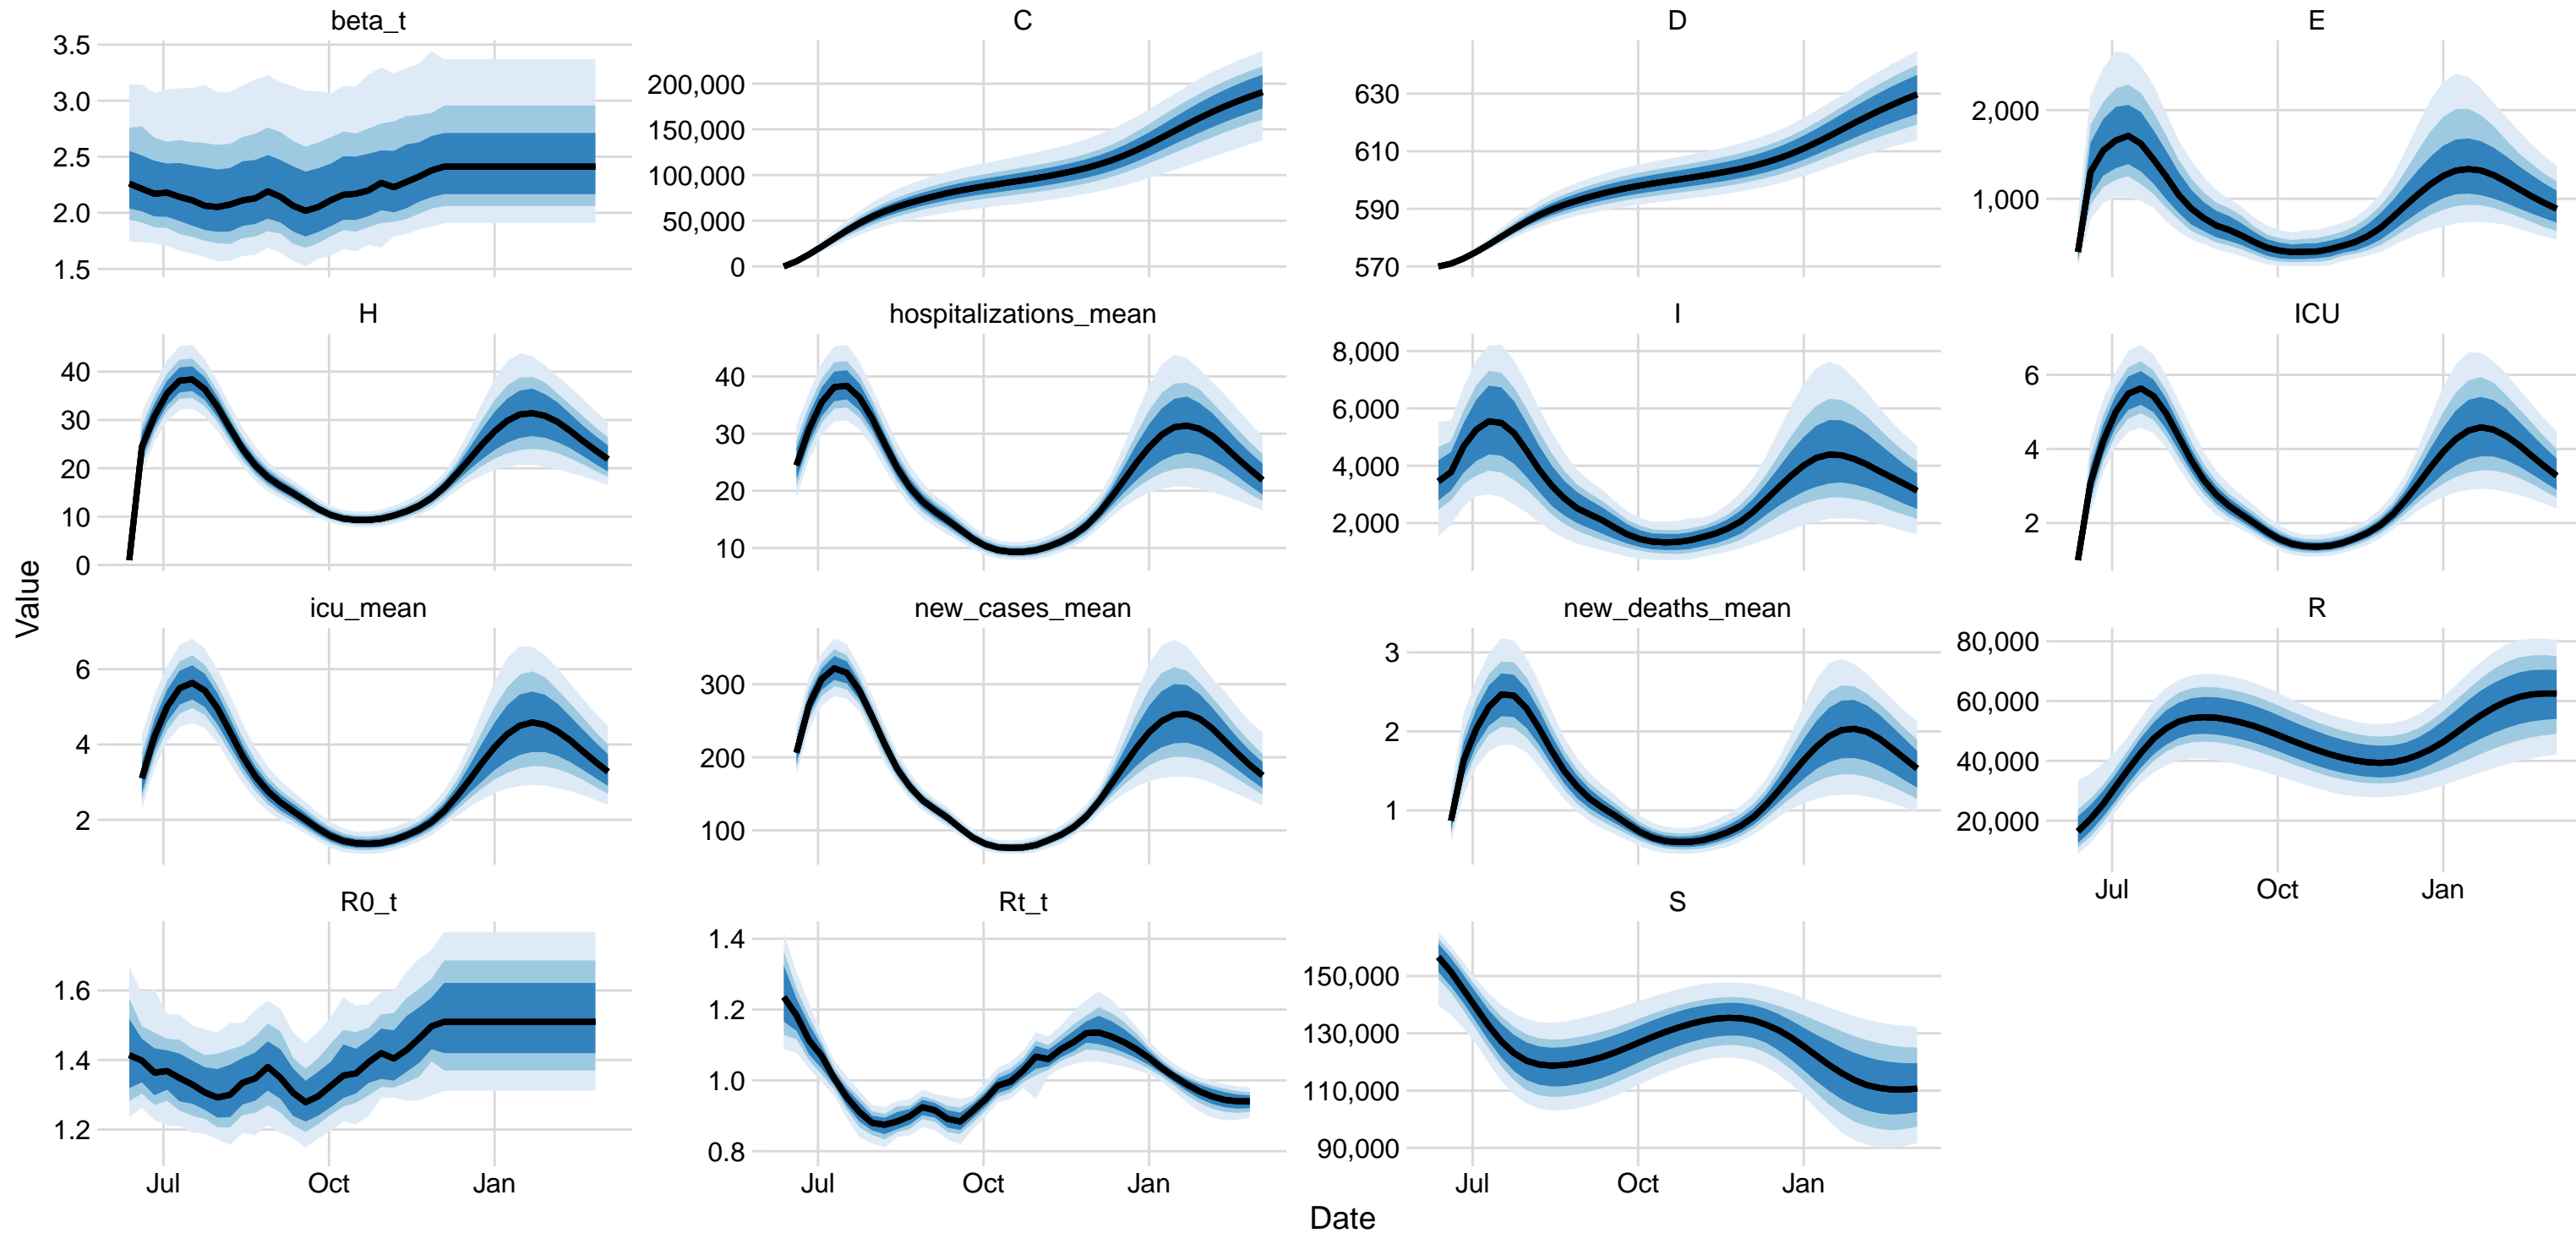 beta_t
3.5
3.0
2.5
2.0
1.5
C
200,000
150,000
100,000
50,000
0
D
630
610
590
570
E
2,000
1,000
H
40
30
20
10
0
hospitalizations_mean
40
30
20
10
I
8,000
6,000
4,000
2,000
ICU
6
4
2
Value
icu_mean
6
4
2
new_cases_mean
300
200
100
new_deaths_mean
3
2
1
R
80,000
60,000
40,000
20,000
Jul Oct Jan
R0_t
1.6
1.4
1.2
Jul Oct Jan
Rt_t
1.4
1.2
1.0
0.8
Jul Oct Jan
S
150,000
130,000
110,000
90,000
Jul Oct Jan
Date